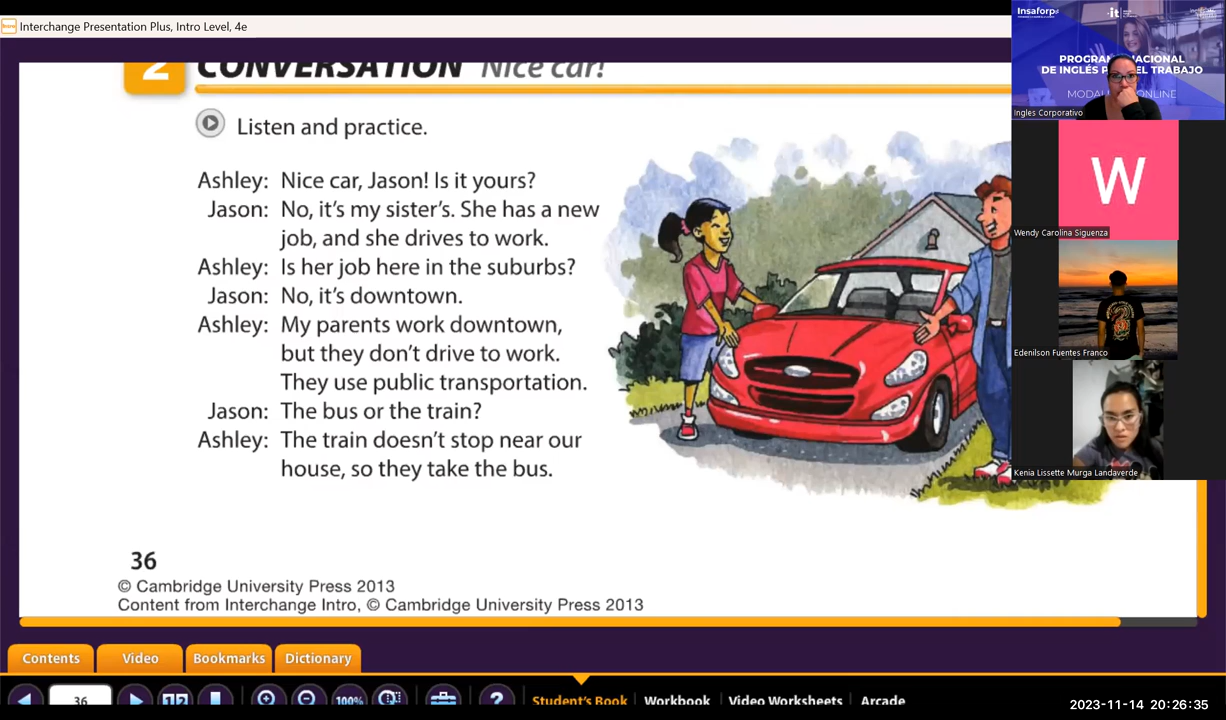 Interchange Presentation Plus, Intro Level, 4e
2 CONVERSATION Nice car!
Listen and practice.
Ashley: Nice car, Jason! Is it yours?
Jason: No, it's my sister's. She has a new
job, and she drives to work.
Ashley: Is her job here in the suburbs?
Jason: No, it's downtown.
Ashley: My parents work downtown,
but they don't drive to work.
They use public transportation.
Jason: The bus or the train?
Ashley: The train doesn't stop near our
house, so they take the bus.
36
© Cambridge University Press 2013
Content from Interchange Intro, © Cambridge University Press 2013
Contents Video Bookmarks Dictionary
36 100% ? Student's Book Workbook Video Worksheets Arcade
Insaforp
it
MODAL ONLINE
Ingles Corporativo
W
Wendy Carolina Siguenza
Edenilson Fuentes Franco
Kenia Lissette Murga Landaverde
2023-11-14 20:26:35